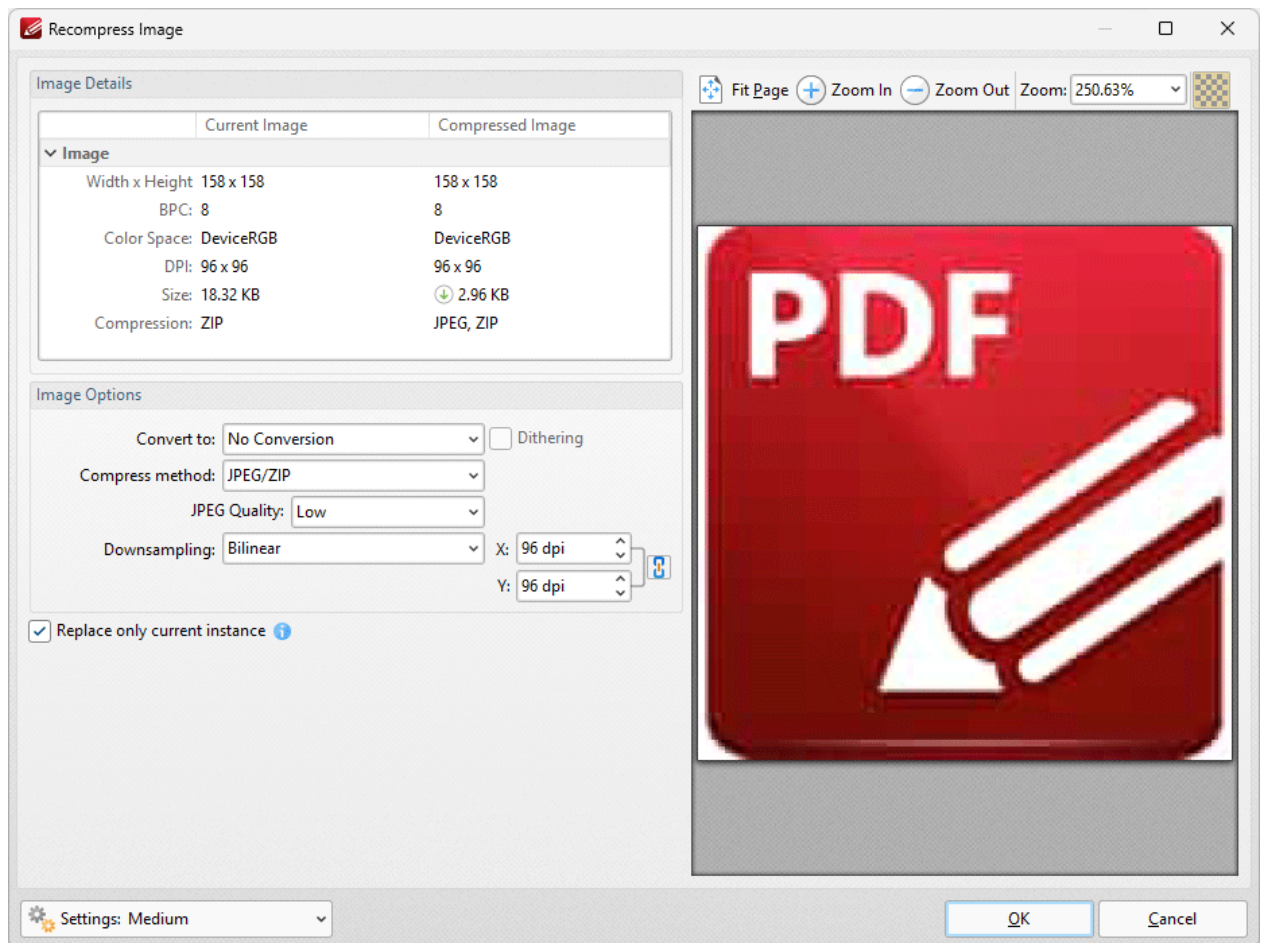 Recompress Image
Image Details
Current Image Compressed Image
Image
Width x Height 158 x 158 158 x 158
BPC: 8 8
Color Space: DeviceRGB DeviceRGB
DPI: 96 x 96 96 x 96
Size: 18.32 KB 2.96 KB
Compression: ZIP JPEG, ZIP
Image Options
Convert to: No Conversion Dithering
Compress method: JPEG/ZIP
JPEG Quality: Low
Downsampling: Bilinear X: 96 dpi
Y: 96 dpi
Replace only current instance
Fit Page Zoom In Zoom Out Zoom: 250.63%
PDF
Settings: Medium OK Cancel